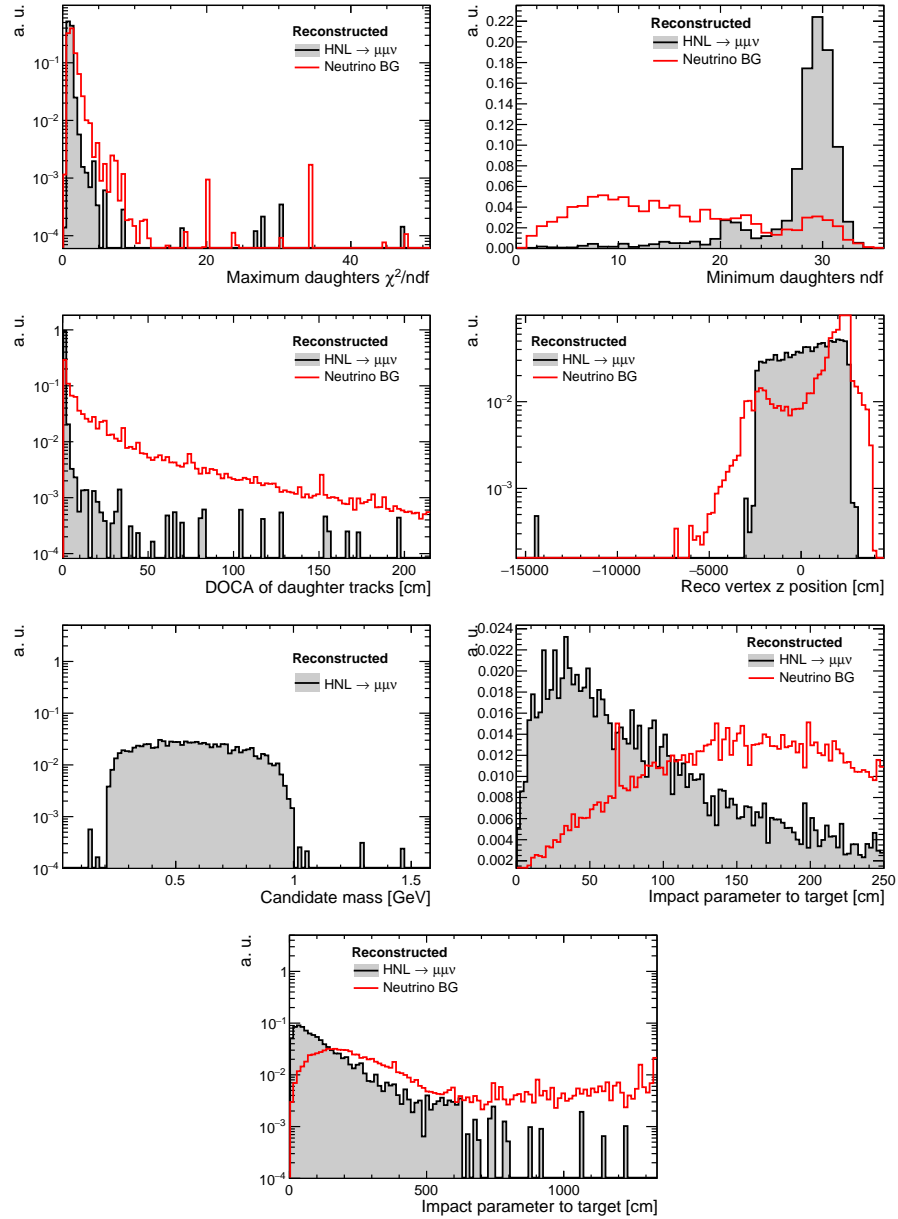 a. u.
Reconstructed
HNL → μμν
Neutrino BG
10⁻¹
10⁻²
10⁻³
10⁻⁴
0 20 40
Maximum daughters χ²/ndf
a. u.
0.22
0.20
0.18
0.16
0.14
0.12
0.10
0.08
0.06
0.04
0.02
0.00
Reconstructed
HNL → μμν
Neutrino BG
0 10 20 30
Minimum daughters ndf
a. u.
1
10⁻¹
10⁻²
10⁻³
10⁻⁴
Reconstructed
HNL → μμν
Neutrino BG
0 50 100 150 200
DOCA of daughter tracks [cm]
a. u.
10⁻²
10⁻³
Reconstructed
HNL → μμν
Neutrino BG
−15000 −10000 −5000 0
Reco vertex z position [cm]
a. u.
1
10⁻¹
10⁻²
10⁻³
10⁻⁴
Reconstructed
HNL → μμν
0.5 1 1.5
Candidate mass [GeV]
a. u.
0.024
0.022
0.020
0.018
0.016
0.014
0.012
0.010
0.008
0.006
0.004
0.002
Reconstructed
HNL → μμν
Neutrino BG
0 50 100 150 200 250
Impact parameter to target [cm]
a. u.
1
10⁻¹
10⁻²
10⁻³
10⁻⁴
Reconstructed
HNL → μμν
Neutrino BG
0 500 1000
Impact parameter to target [cm]